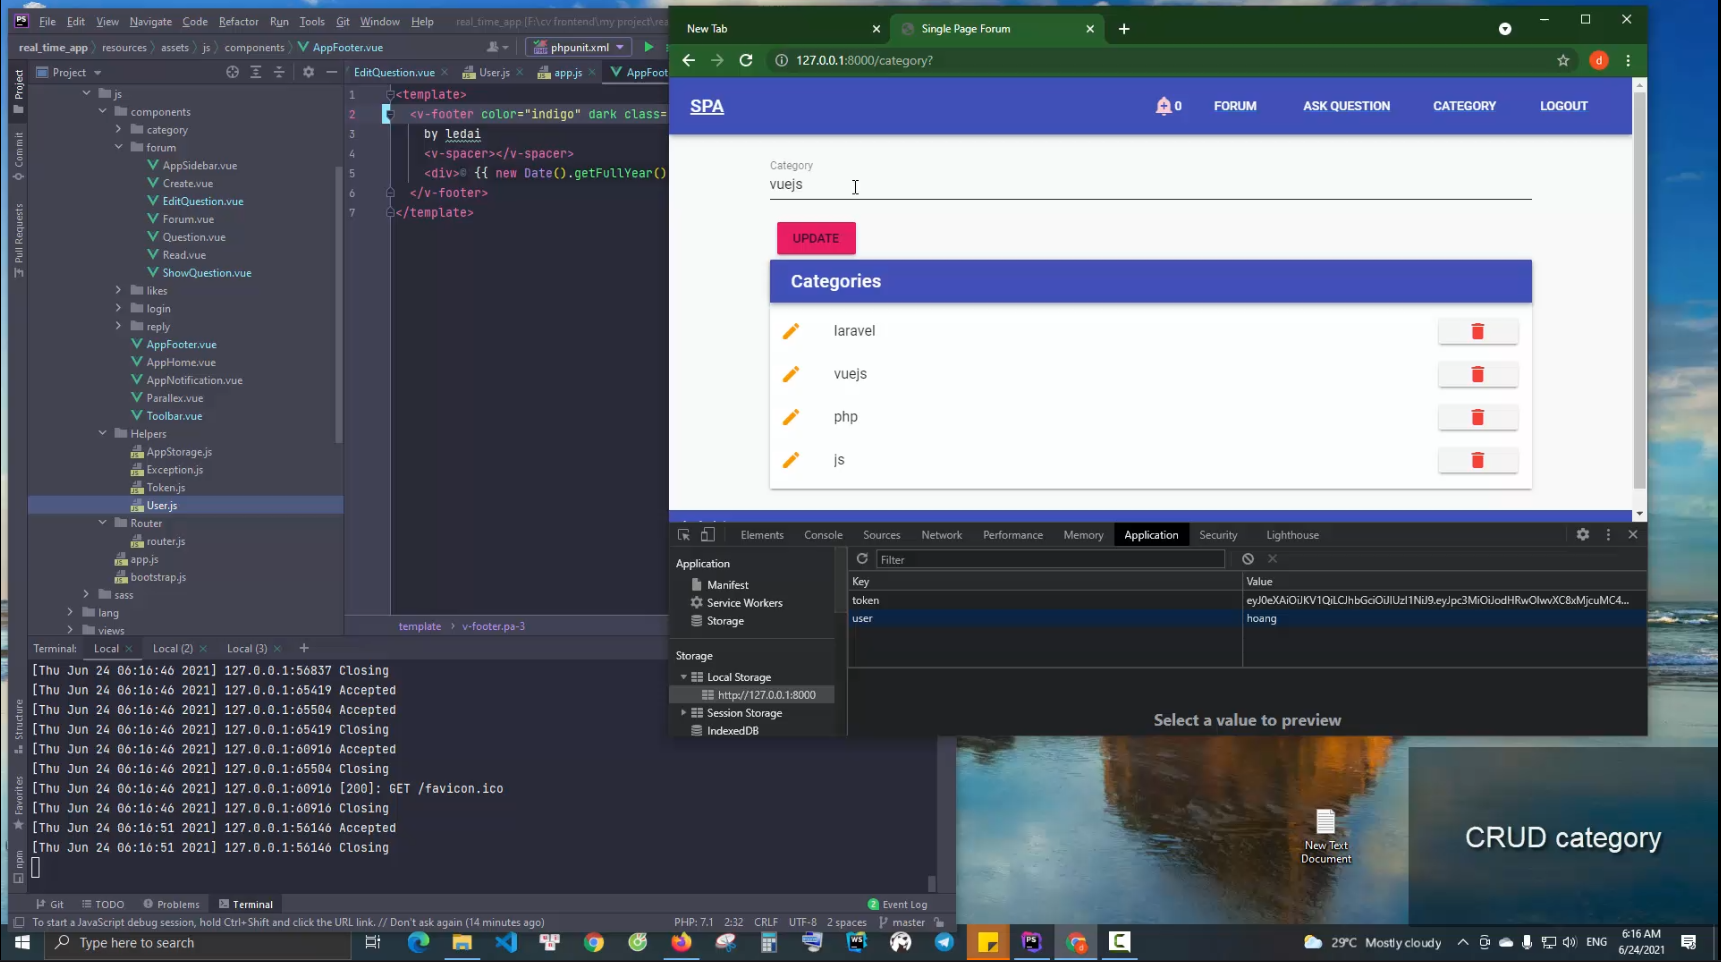 File Edit View Navigate Code Refactor Run Tools Git Window Help real_time_app
real_time_app resources assets js components AppFooter.vue phpunit.xml
Project
EditQuestion.vue User.js app.js AppFoot
js
components
category
forum
AppSidebar.vue
Create.vue
EditQuestion.vue
Forum.vue
Question.vue
Read.vue
ShowQuestion.vue
likes
login
reply
AppFooter.vue
AppHome.vue
AppNotification.vue
Parallex.vue
Toolbar.vue
Helpers
AppStorage.js
Exception.js
Token.js
User.js
Router
router.js
app.js
bootstrap.js
sass
lang
views
Project
Commit
Pull Requests
Structure
Favorites
npm
1 <template>
2 <v-footer color="indigo" dark class=
3 by ledai
4 <v-spacer></v-spacer>
5 <div>© {{ new Date().getFullYear()
6 </v-footer>
7 </template>
template v-footer.pa-3
Terminal: Local Local (2) Local (3) +
[Thu Jun 24 06:16:46 2021] 127.0.0.1:56837 Closing
[Thu Jun 24 06:16:46 2021] 127.0.0.1:65419 Accepted
[Thu Jun 24 06:16:46 2021] 127.0.0.1:65504 Accepted
[Thu Jun 24 06:16:46 2021] 127.0.0.1:65419 Closing
[Thu Jun 24 06:16:46 2021] 127.0.0.1:60916 Accepted
[Thu Jun 24 06:16:46 2021] 127.0.0.1:65504 Closing
[Thu Jun 24 06:16:46 2021] 127.0.0.1:60916 [200]: GET /favicon.ico
[Thu Jun 24 06:16:46 2021] 127.0.0.1:60916 Closing
[Thu Jun 24 06:16:51 2021] 127.0.0.1:56146 Accepted
[Thu Jun 24 06:16:51 2021] 127.0.0.1:56146 Closing
Git TODO Problems Terminal 2 Event Log
To start a JavaScript debug session, hold Ctrl+Shift and click the URL link. // Don't ask again (14 minutes ago) PHP: 7.1 2:32 CRLF UTF-8 2 spaces master
New Tab Single Page Forum
127.0.0.1:8000/category? d
SPA 0 FORUM ASK QUESTION CATEGORY LOGOUT
Category
vuejs
UPDATE
Categories
laravel
vuejs
php
js
Elements Console Sources Network Performance Memory Application Security Lighthouse
Application
Manifest
Service Workers
Storage
Storage
Local Storage
http://127.0.0.1:8000
Session Storage
IndexedDB
Filter
Key Value
token
user hoang
Select a value to preview
New Text
Document
CRUD category
Type here to search
29°C Mostly cloudy ENG 6:16 AM
6/24/2021